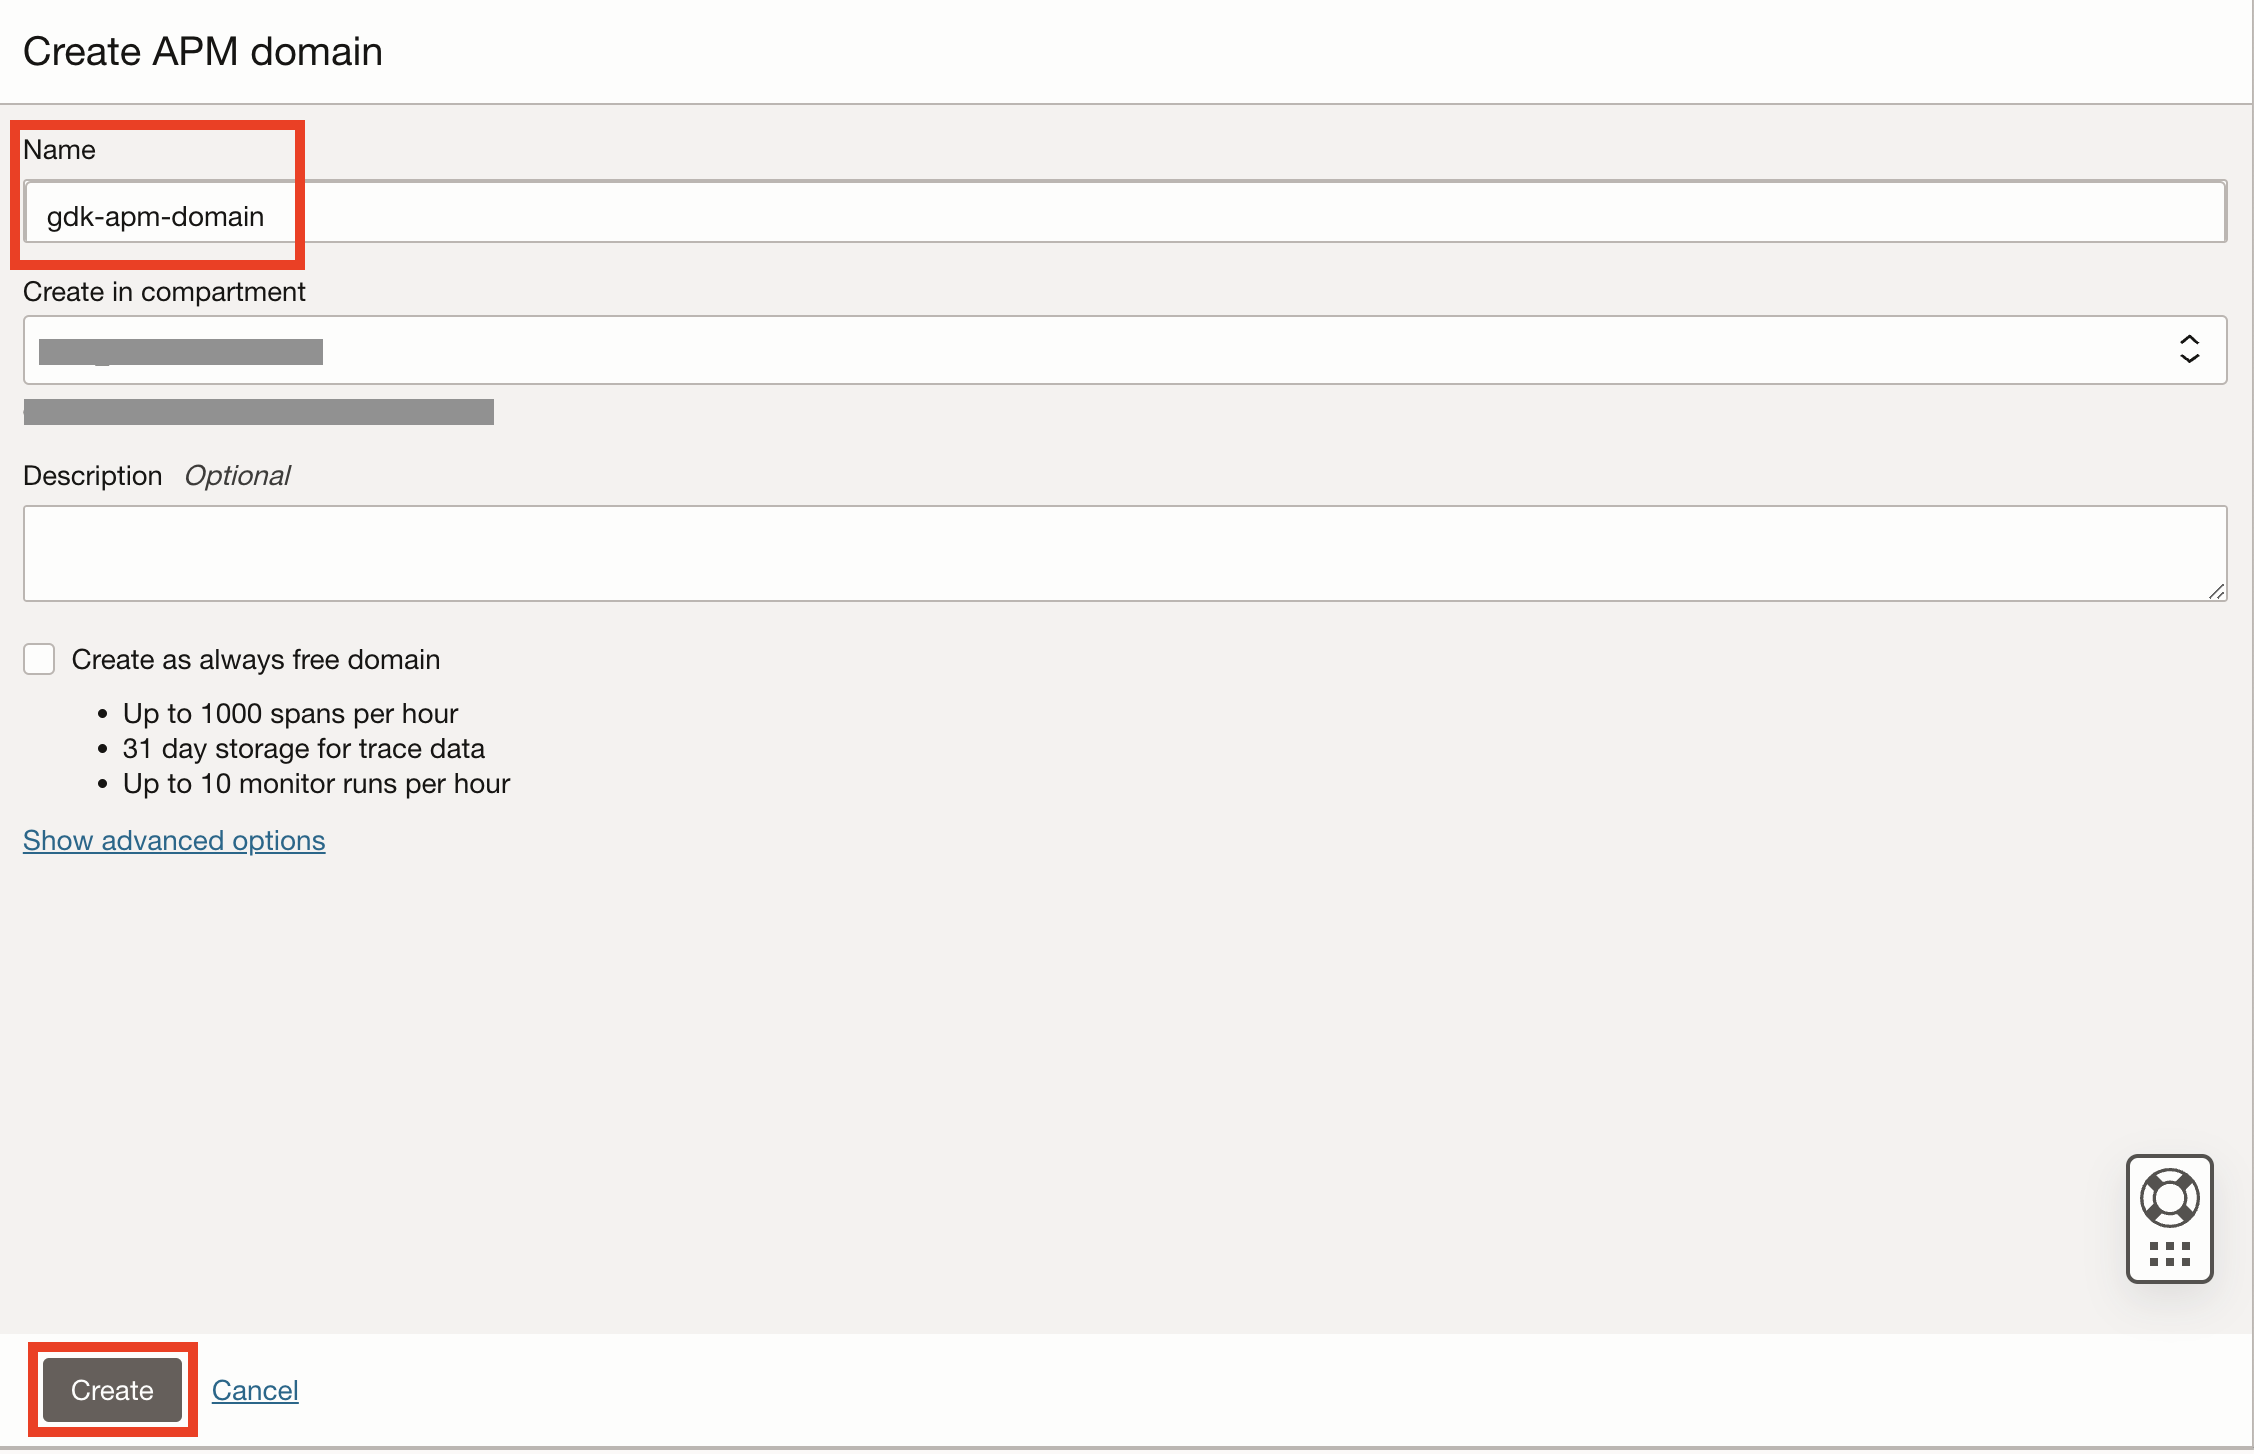 Create APM domain
Name
gdk-apm-domain
Create in compartment
Description Optional
Create as always free domain
• Up to 1000 spans per hour
• 31 day storage for trace data
• Up to 10 monitor runs per hour
Show advanced options
Create Cancel